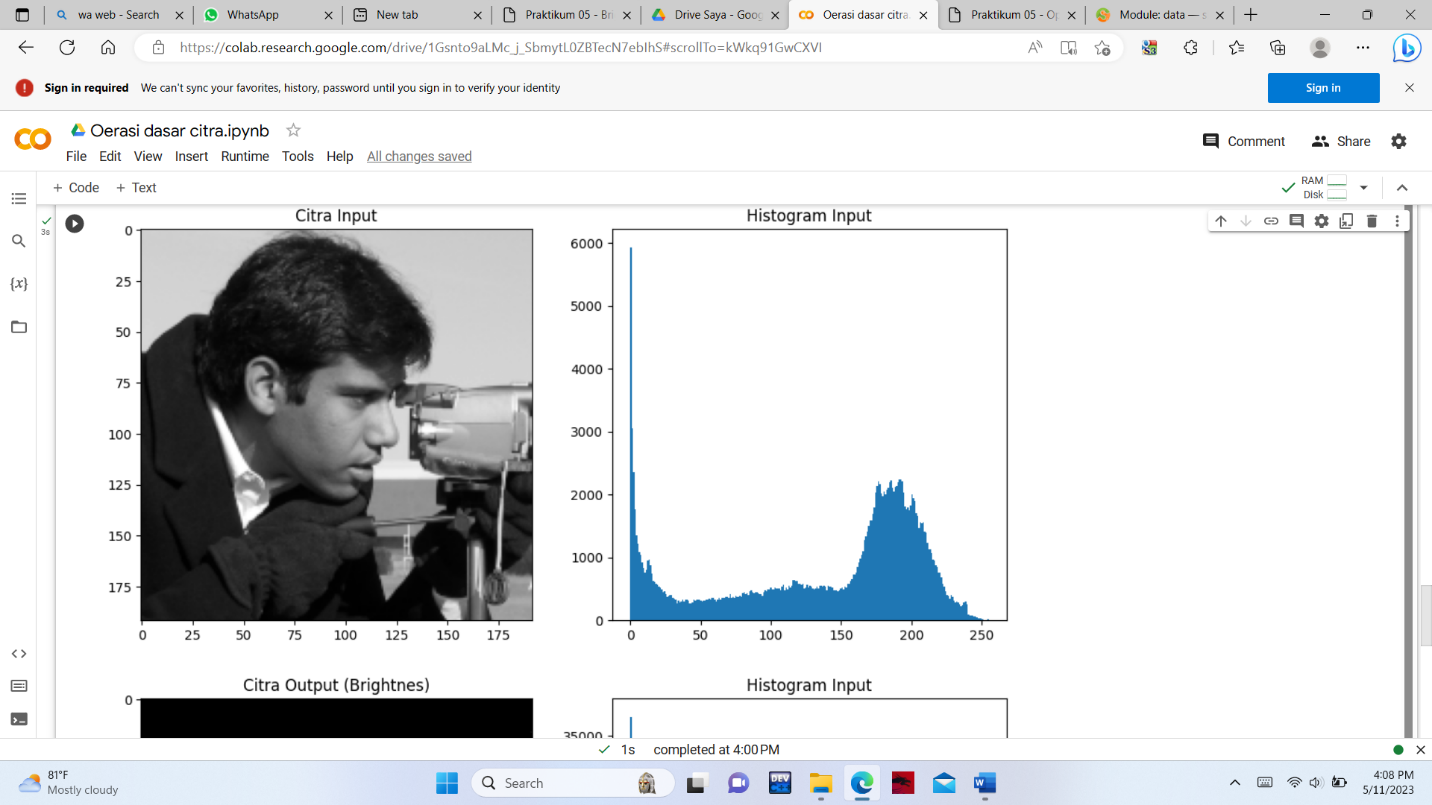 wa web - Search
WhatsApp
New tab
Praktikum 05 - Bri
Drive Saya - Goog
Oerasi dasar citra.
Praktikum 05 - Op
Module: data — s
https://colab.research.google.com/drive/1Gsnto9aLMc_j_SbmytL0ZBTecN7ebIhS#scrollTo=kWkq91GwCXVI
Sign in required We can't sync your favorites, history, password until you sign in to verify your identity
Sign in
Oerasi dasar citra.ipynb
File Edit View Insert Runtime Tools Help All changes saved
Comment
Share
+ Code + Text
RAM
Disk
3s
{x}
Citra Input
0
25
50
75
100
125
150
175
0 25 50 75 100 125 150 175
Histogram Input
6000
5000
4000
3000
2000
1000
0
0 50 100 150 200 250
Citra Output (Brightnes)
0
Histogram Input
35000
1s completed at 4:00 PM
81°F
Mostly cloudy
Search
DEV
4:08 PM
5/11/2023